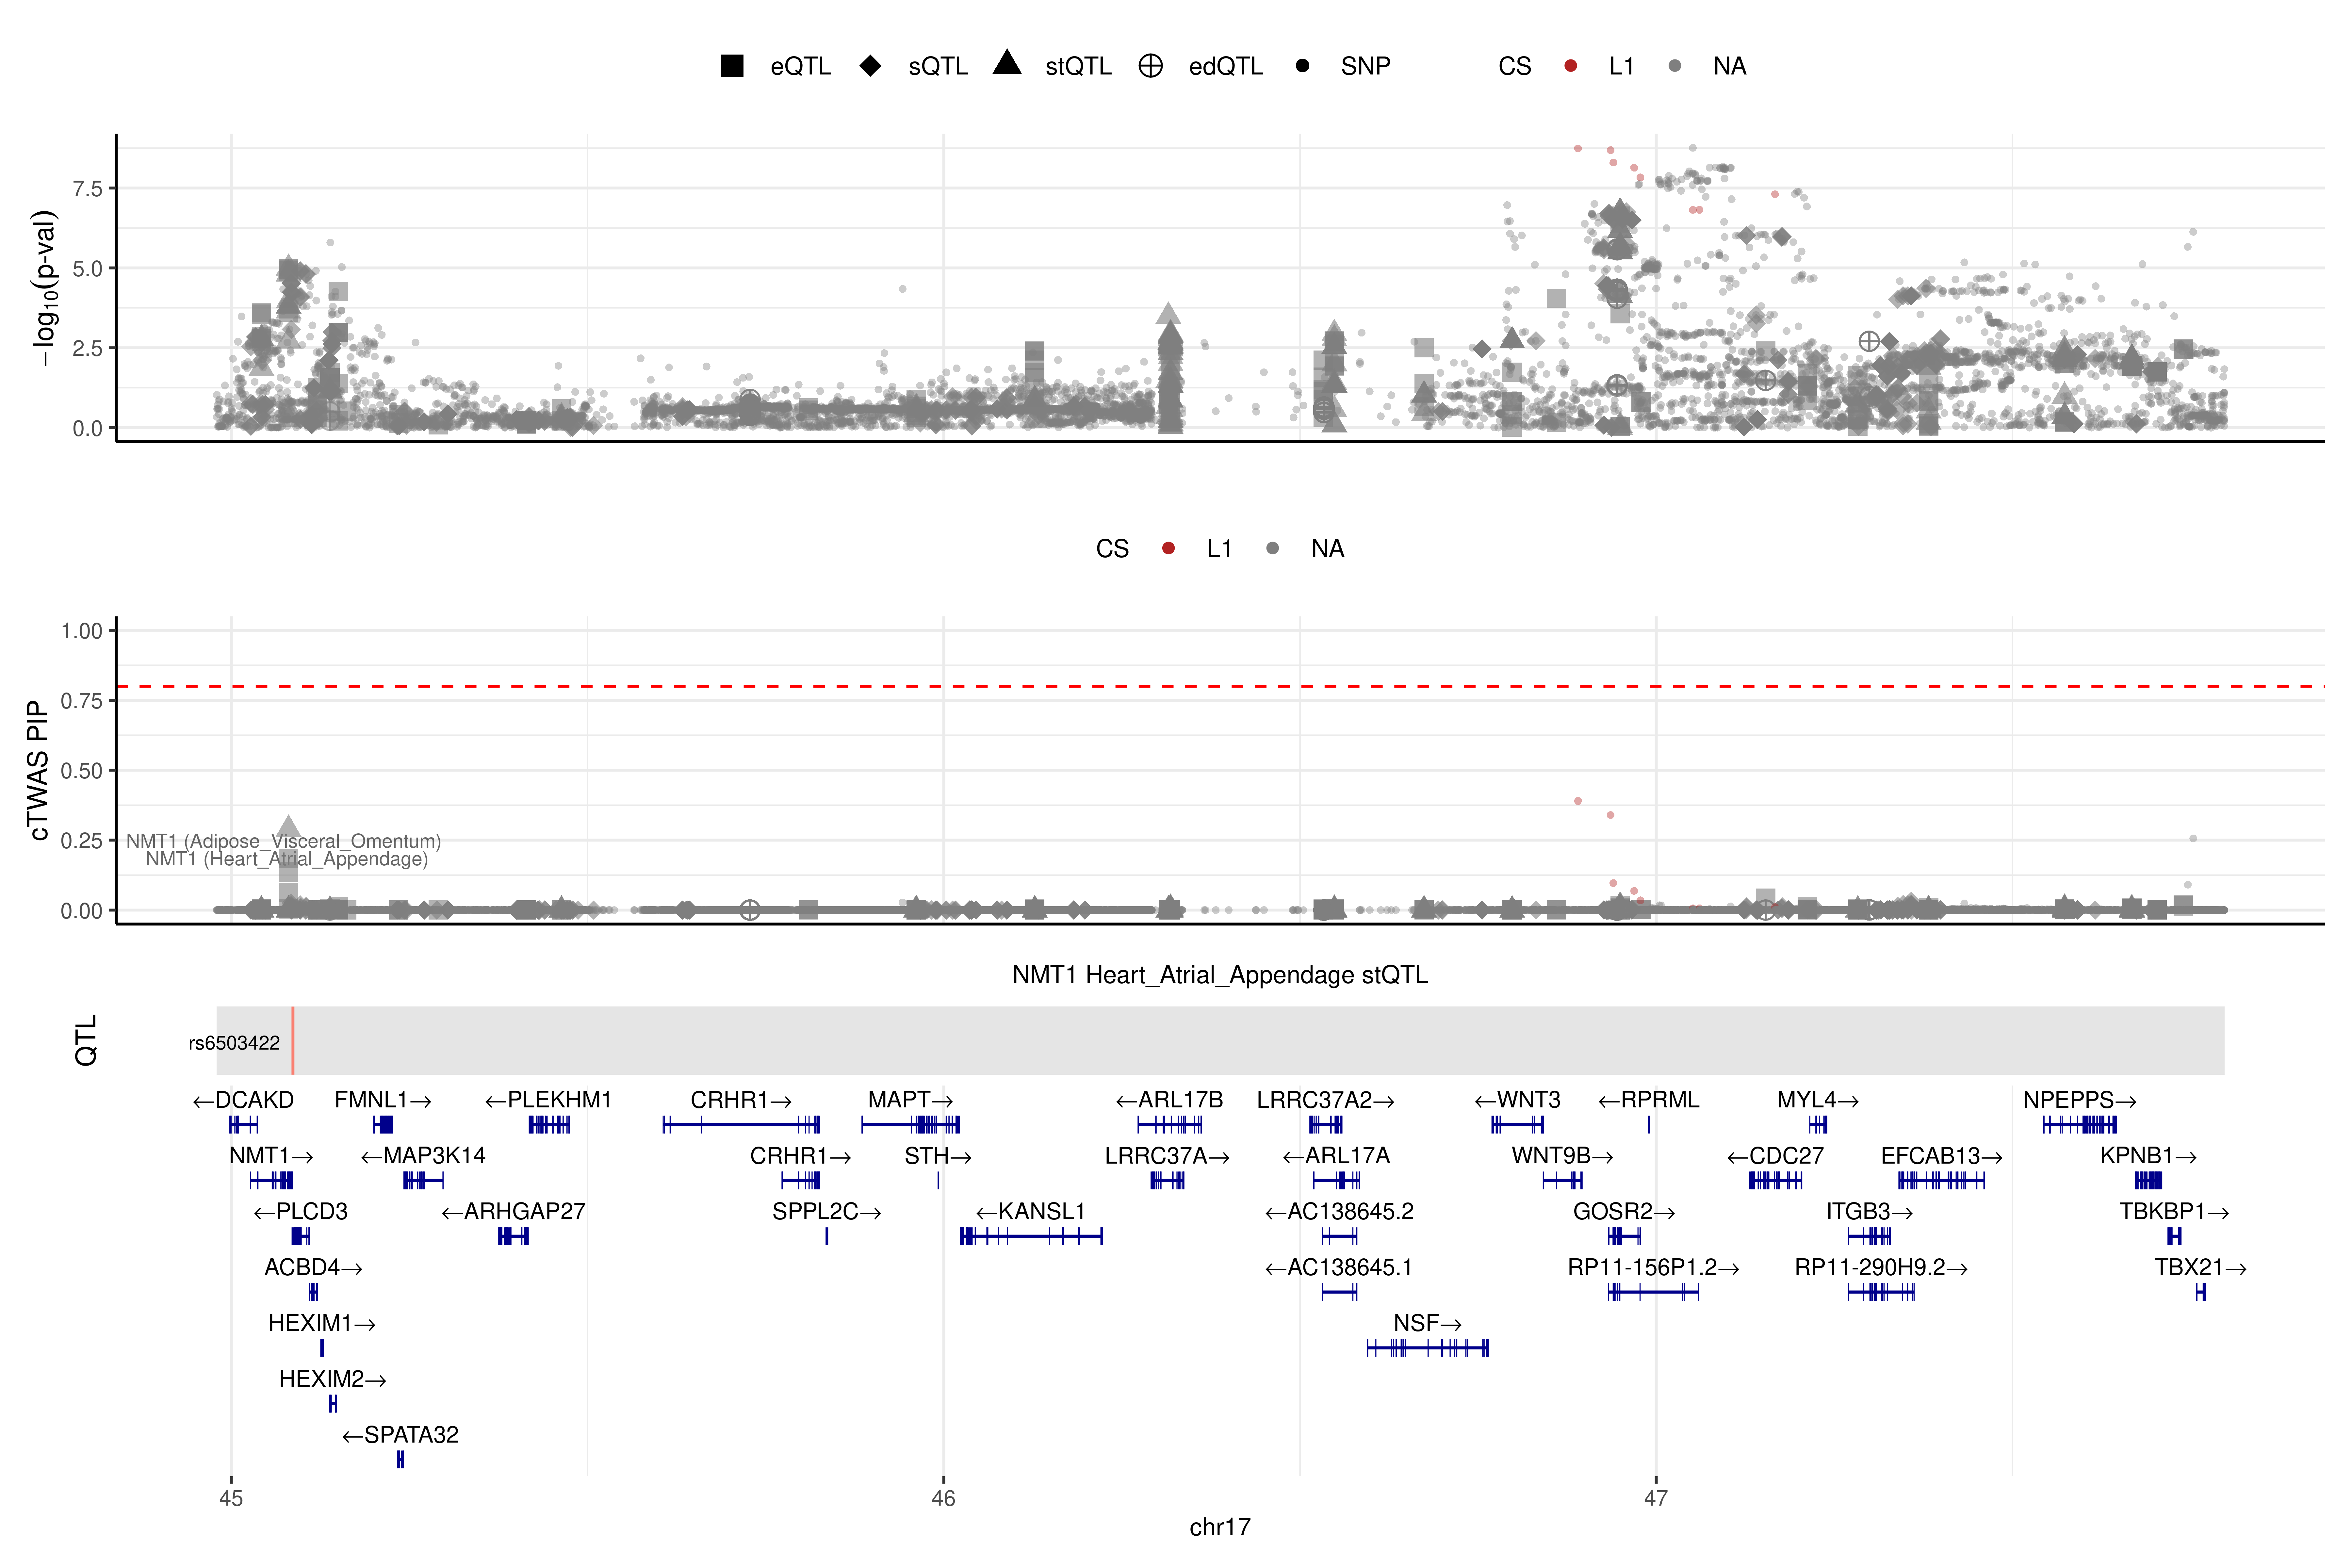 eQTL sQTL stQTL edQTL SNP CS L1 NA
−log10(p-val)
7.5
5.0
2.5
0.0
CS L1 NA
cTWAS PIP
1.00
0.75
0.50
0.25
0.00
NMT1 (Adipose_Visceral_Omentum)
NMT1 (Heart_Atrial_Appendage)
NMT1 Heart_Atrial_Appendage stQTL
QTL
rs6503422
←DCAKD FMNL1→ ←PLEKHM1 CRHR1→ MAPT→ ←ARL17B LRRC37A2→ ←WNT3 ←RPRML MYL4→ NPEPPS→
NMT1→ ←MAP3K14 CRHR1→ STH→ LRRC37A→ ←ARL17A WNT9B→ ←CDC27 EFCAB13→ KPNB1→
←PLCD3 ←ARHGAP27 SPPL2C→ ←KANSL1 ←AC138645.2 GOSR2→ ITGB3→ TBKBP1→
ACBD4→ ←AC138645.1 RP11-156P1.2→ RP11-290H9.2→ TBX21→
HEXIM1→ NSF→
HEXIM2→
←SPATA32
45 46 47
chr17